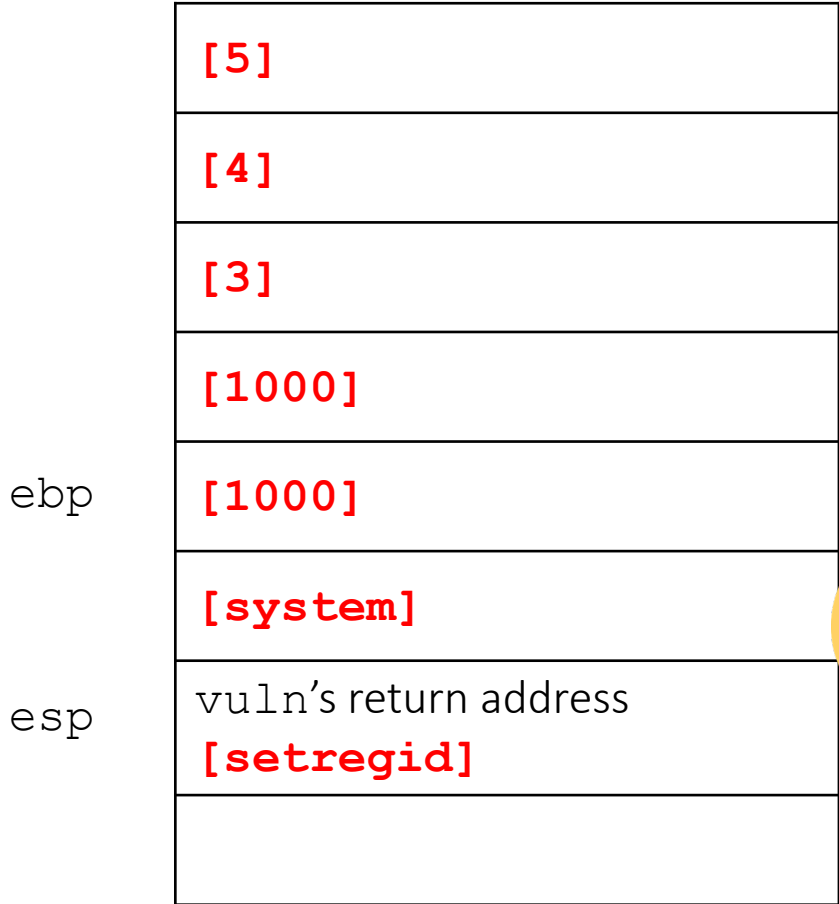 [5]
[4]
[3]
[1000]
ebp [1000]
[system]
esp vuln’s return address
[setregid]